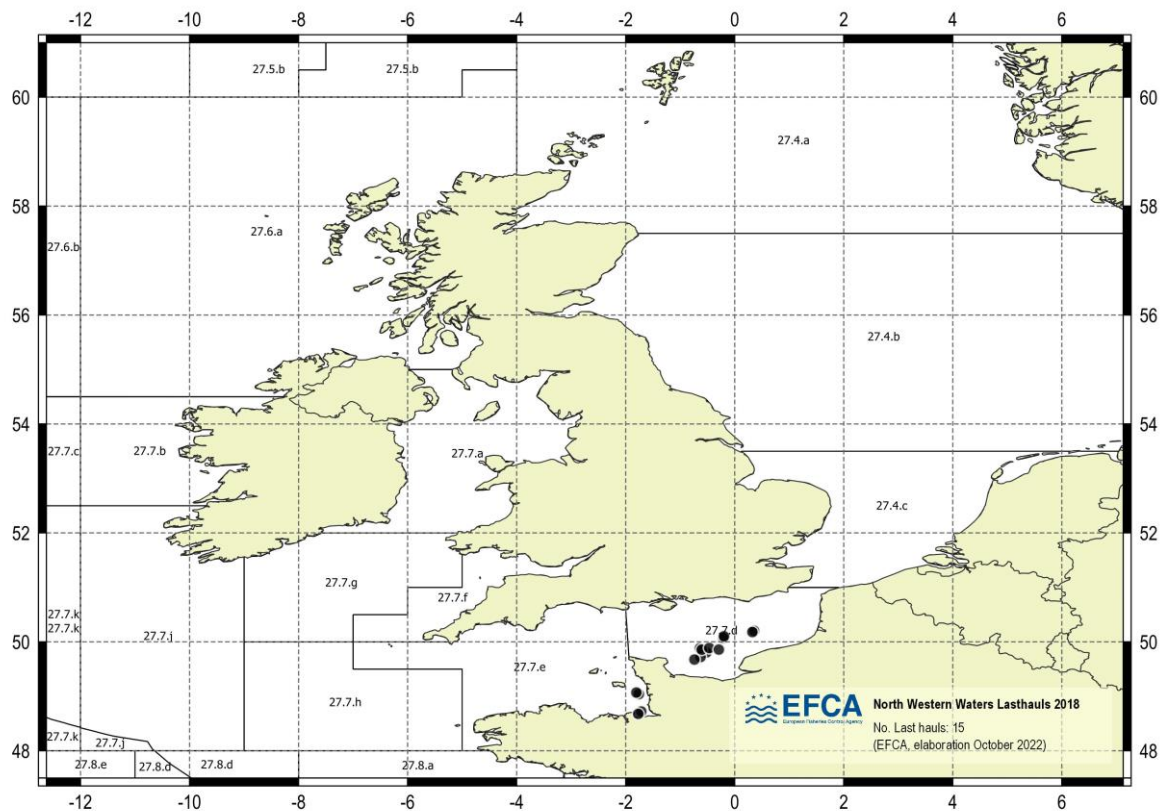 -12 -10 -8 -6 -4 -2 0 2 4 6
27.5.b 27.5.b
60 60
27.4.a
58 58
27.6.b 27.6.a
56 56
27.4.b
54 54
27.7.c 27.7.b 27.7.a
27.4.c
52 52
27.7.g
27.7.f
27.7.k
27.7.k
27.7.j
27.7.d
50 50
27.7.e
27.7.h
EFCA
European Fisheries Control Agency
North Western Waters Lasthauls 2018
No. Last hauls: 15
(EFCA, elaboration October 2022)
27.7.k 27.7.j
48 48
27.8.e 27.8.d 27.8.d 27.8.a
-12 -10 -8 -6 -4 -2 0 2 4 6